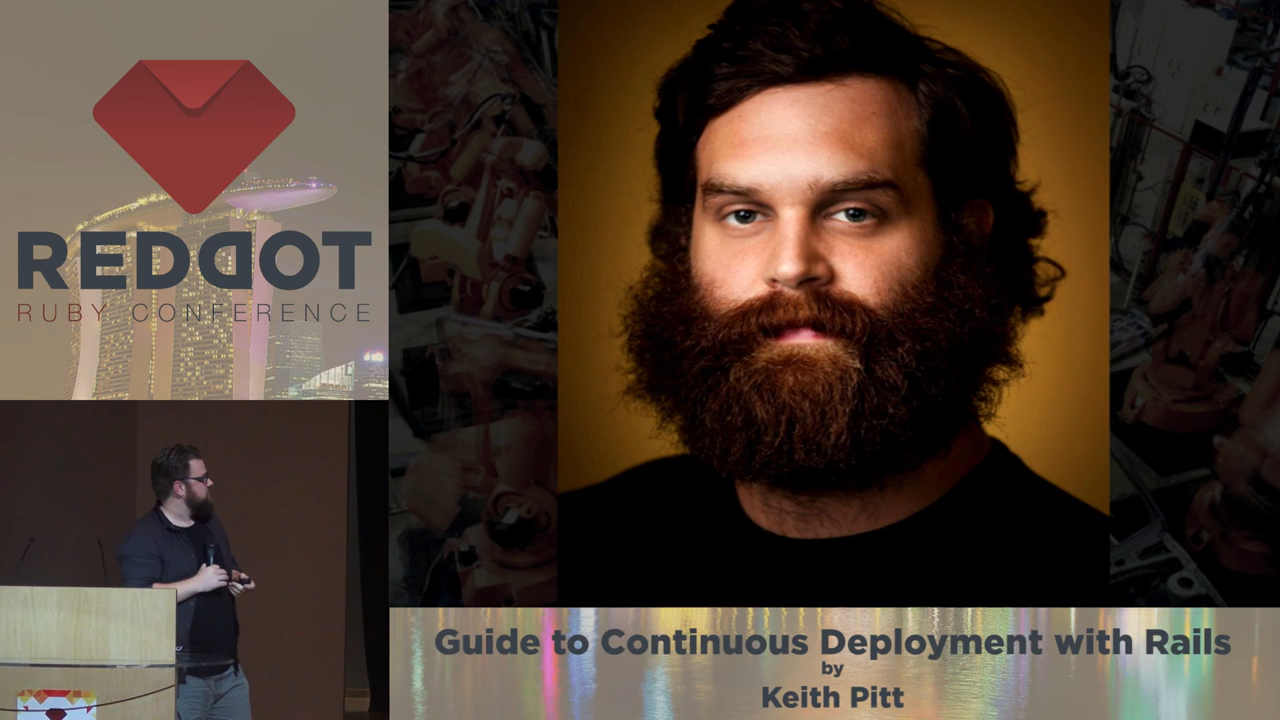 REDDOT
RUBY CONFERENCE
Guide to Continuous Deployment with Rails
by
Keith Pitt